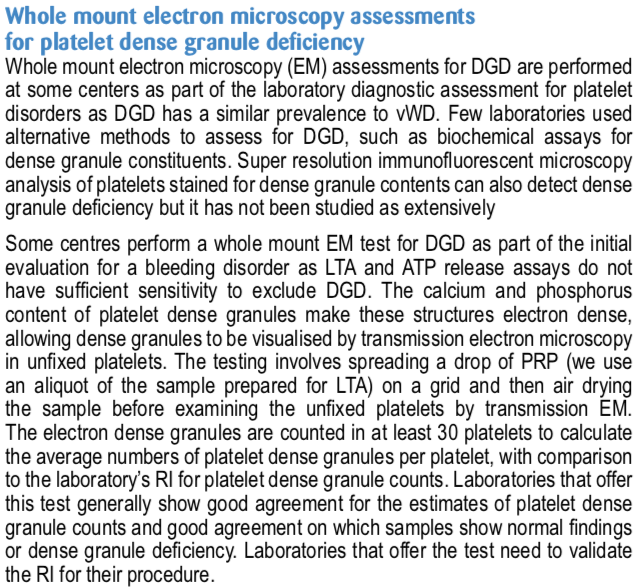 Whole mount electron microscopy assessments
for platelet dense granule deficiency
Whole mount electron microscopy (EM) assessments for DGD are performed
at some centers as part of the laboratory diagnostic assessment for platelet
disorders as DGD has a similar prevalence to vWD. Few laboratories used
alternative methods to assess for DGD, such as biochemical assays for
dense granule constituents. Super resolution immunofluorescent microscopy
analysis of platelets stained for dense granule contents can also detect dense
granule deficiency but it has not been studied as extensively
Some centres perform a whole mount EM test for DGD as part of the initial
evaluation for a bleeding disorder as LTA and ATP release assays do not
have sufficient sensitivity to exclude DGD. The calcium and phosphorus
content of platelet dense granules make these structures electron dense,
allowing dense granules to be visualised by transmission electron microscopy
in unfixed platelets. The testing involves spreading a drop of PRP (we use
an aliquot of the sample prepared for LTA) on a grid and then air drying
the sample before examining the unfixed platelets by transmission EM.
The electron dense granules are counted in at least 30 platelets to calculate
the average numbers of platelet dense granules per platelet, with comparison
to the laboratory's RI for platelet dense granule counts. Laboratories that offer
this test generally show good agreement for the estimates of platelet dense
granule counts and good agreement on which samples show normal findings
or dense granule deficiency. Laboratories that offer the test need to validate
the RI for their procedure.